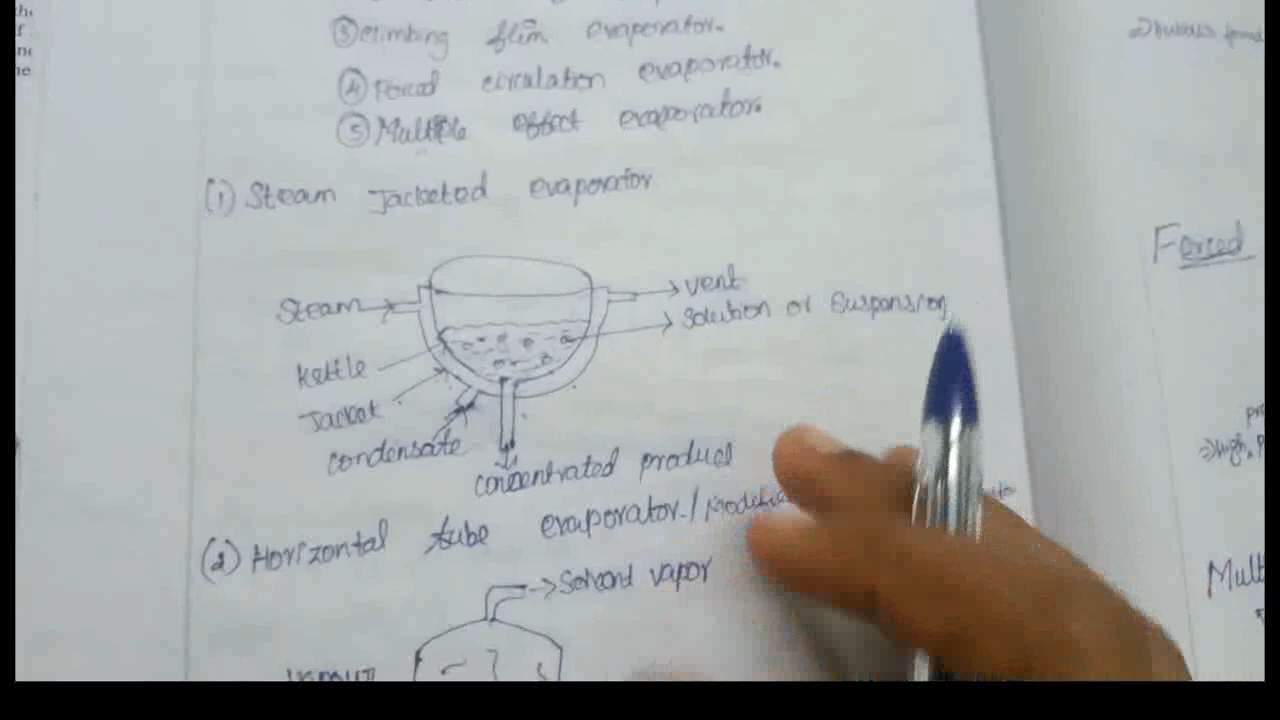 ③ climbing film evaporator.
④ Forced circulation evaporator.
⑤ Multiple effect evaporator.
(1) Steam Jacketed evaporator
Steam
vent
solution or suspension
Kettle
Jacket
condensate
concentrated product
(2) Horizontal tube evaporator/
solvent vapor
Forced